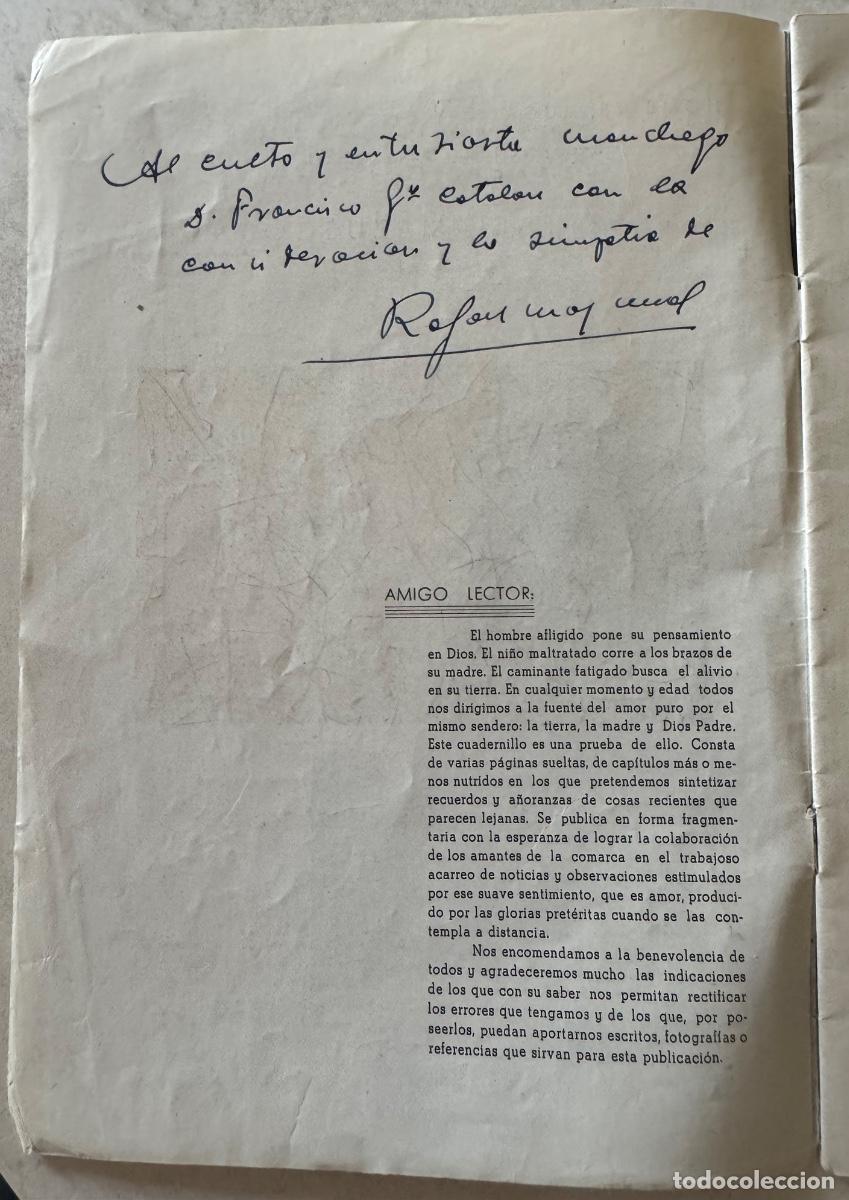 Al culto y entusiasta manchego
D. Francisco Gª Catalan con la
consideracion y la simpatia de
Rafael Mazuecos
AMIGO LECTOR:
El hombre afligido pone su pensamiento
en Dios. El niño maltratado corre a los brazos de
su madre. El caminante fatigado busca el alivio
en su tierra. En cualquier momento y edad todos
nos dirigimos a la fuente del amor puro por el
mismo sendero: la tierra, la madre y Dios Padre.
Este cuadernillo es una prueba de ello. Consta
de varias páginas sueltas, de capítulos más o me-
nos nutridos en los que pretendemos sintetizar
recuerdos y añoranzas de cosas recientes que
parecen lejanas. Se publica en forma fragmen-
taria con la esperanza de lograr la colaboración
de los amantes de la comarca en el trabajoso
acarreo de noticias y observaciones estimulados
por ese suave sentimiento, que es amor, produci-
do por las glorias pretéritas cuando se las con-
templa a distancia.
Nos encomendamos a la benevolencia de
todos y agradeceremos mucho las indicaciones
de los que con su saber nos permitan rectificar
los errores que tengamos y de los que, por po-
seerlos, puedan aportarnos escritos, fotografías o
referencias que sirvan para esta publicación.
todocoleccion